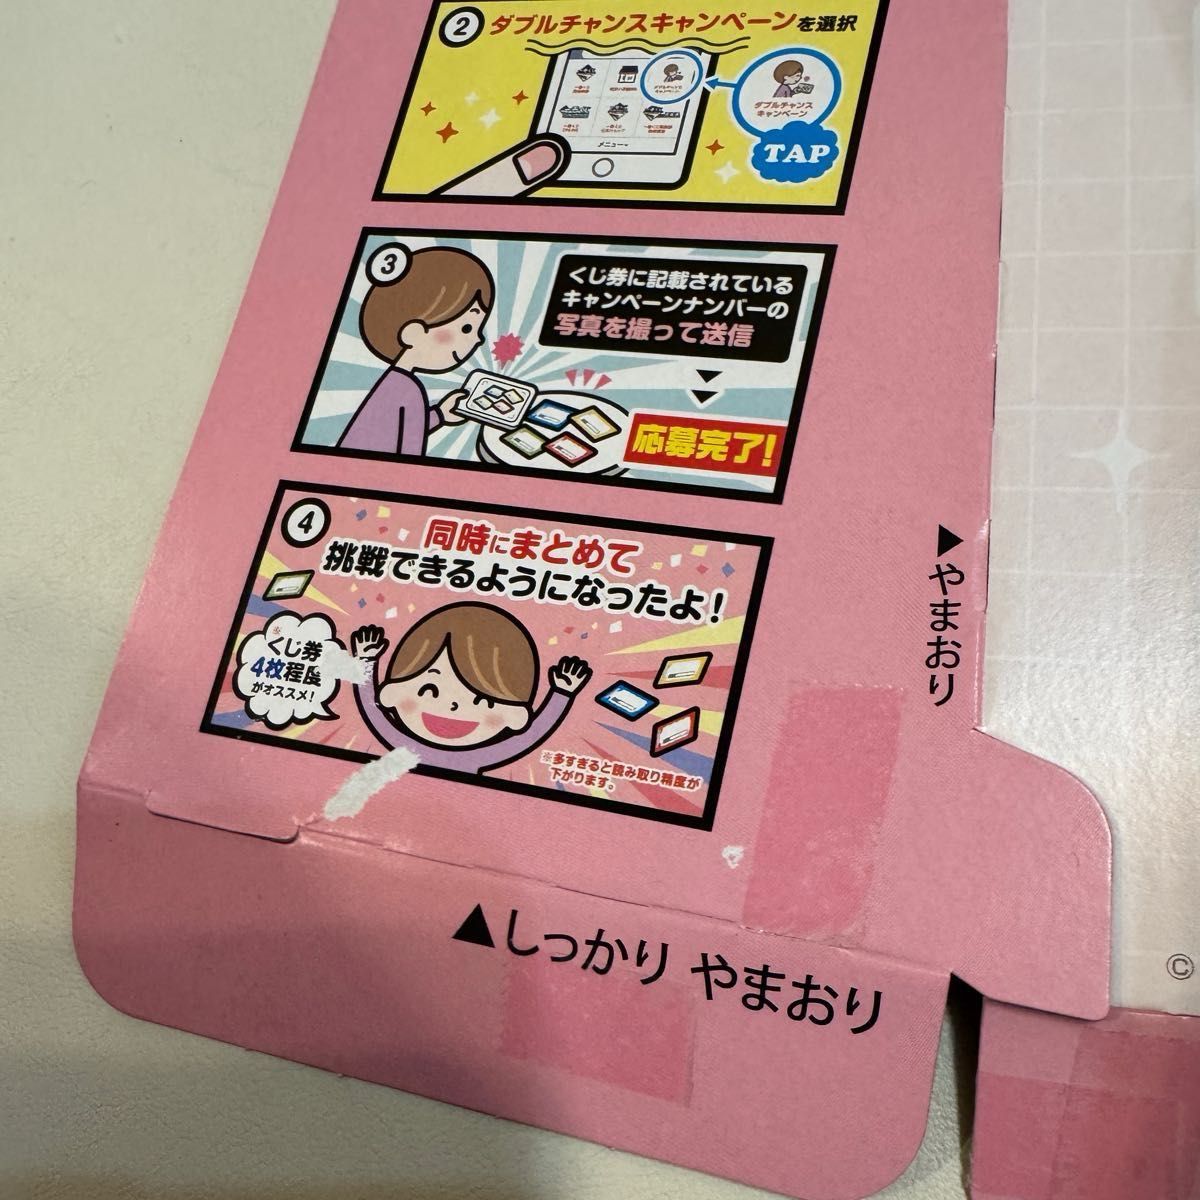 2
ダブルチャンスキャンペーンを選択
メニュー
ダブルチャンス
キャンペーン
TAP
3
くじ券に記載されている
キャンペーンナンバーの
写真を撮って送信
応募完了!
4
同時にまとめて
挑戦できるようになったよ!
※
くじ券
4枚程度
がオススメ!
※多すぎると読み取り精度が
下がります。
▶やまおり
▲しっかり やまおり
©